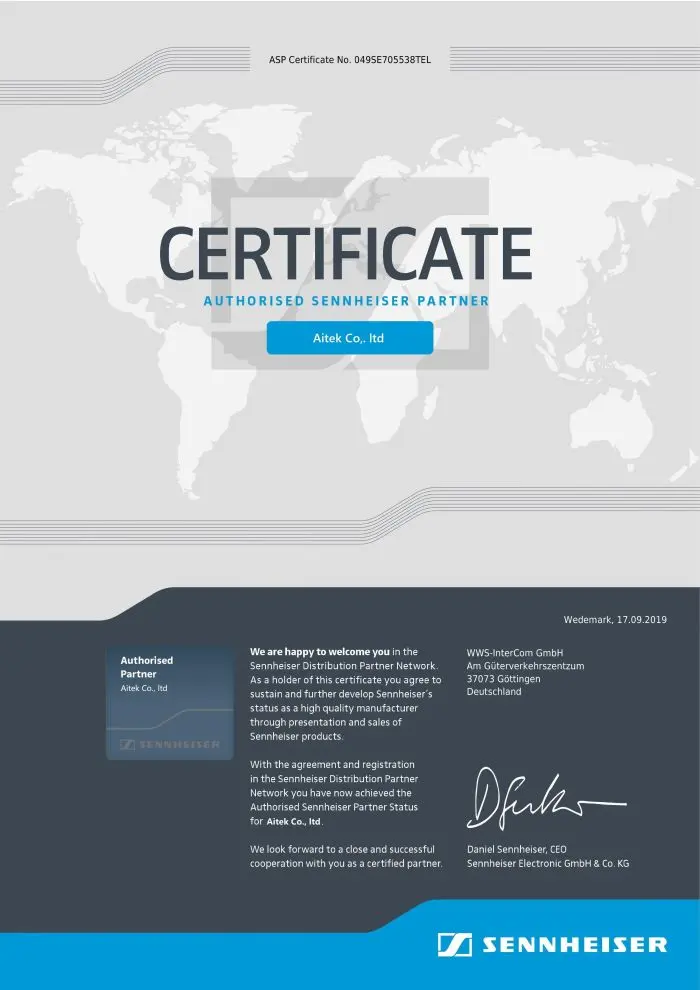 ASP Certificate No. 049SE705538TEL
CERTIFICATE
AUTHORISED SENNHEISER PARTNER
Aitek Co,. ltd
Wedemark, 17.09.2019
Authorised
Partner
Aitek Co., ltd
SENNHEISER
We are happy to welcome you in the
Sennheiser Distribution Partner Network.
As a holder of this certificate you agree to
sustain and further develop Sennheiser´s
status as a high quality manufacturer
through presentation and sales of
Sennheiser products.
With the agreement and registration
in the Sennheiser Distribution Partner
Network you have now achieved the
Authorised Sennheiser Partner Status
for Aitek Co., ltd.
We look forward to a close and successful
cooperation with you as a certified partner.
WWS-InterCom GmbH
Am Güterverkehrszentzum
37073 Göttingen
Deutschland
Daniel Sennheiser, CEO
Sennheiser Electronic GmbH & Co. KG
SENNHEISER